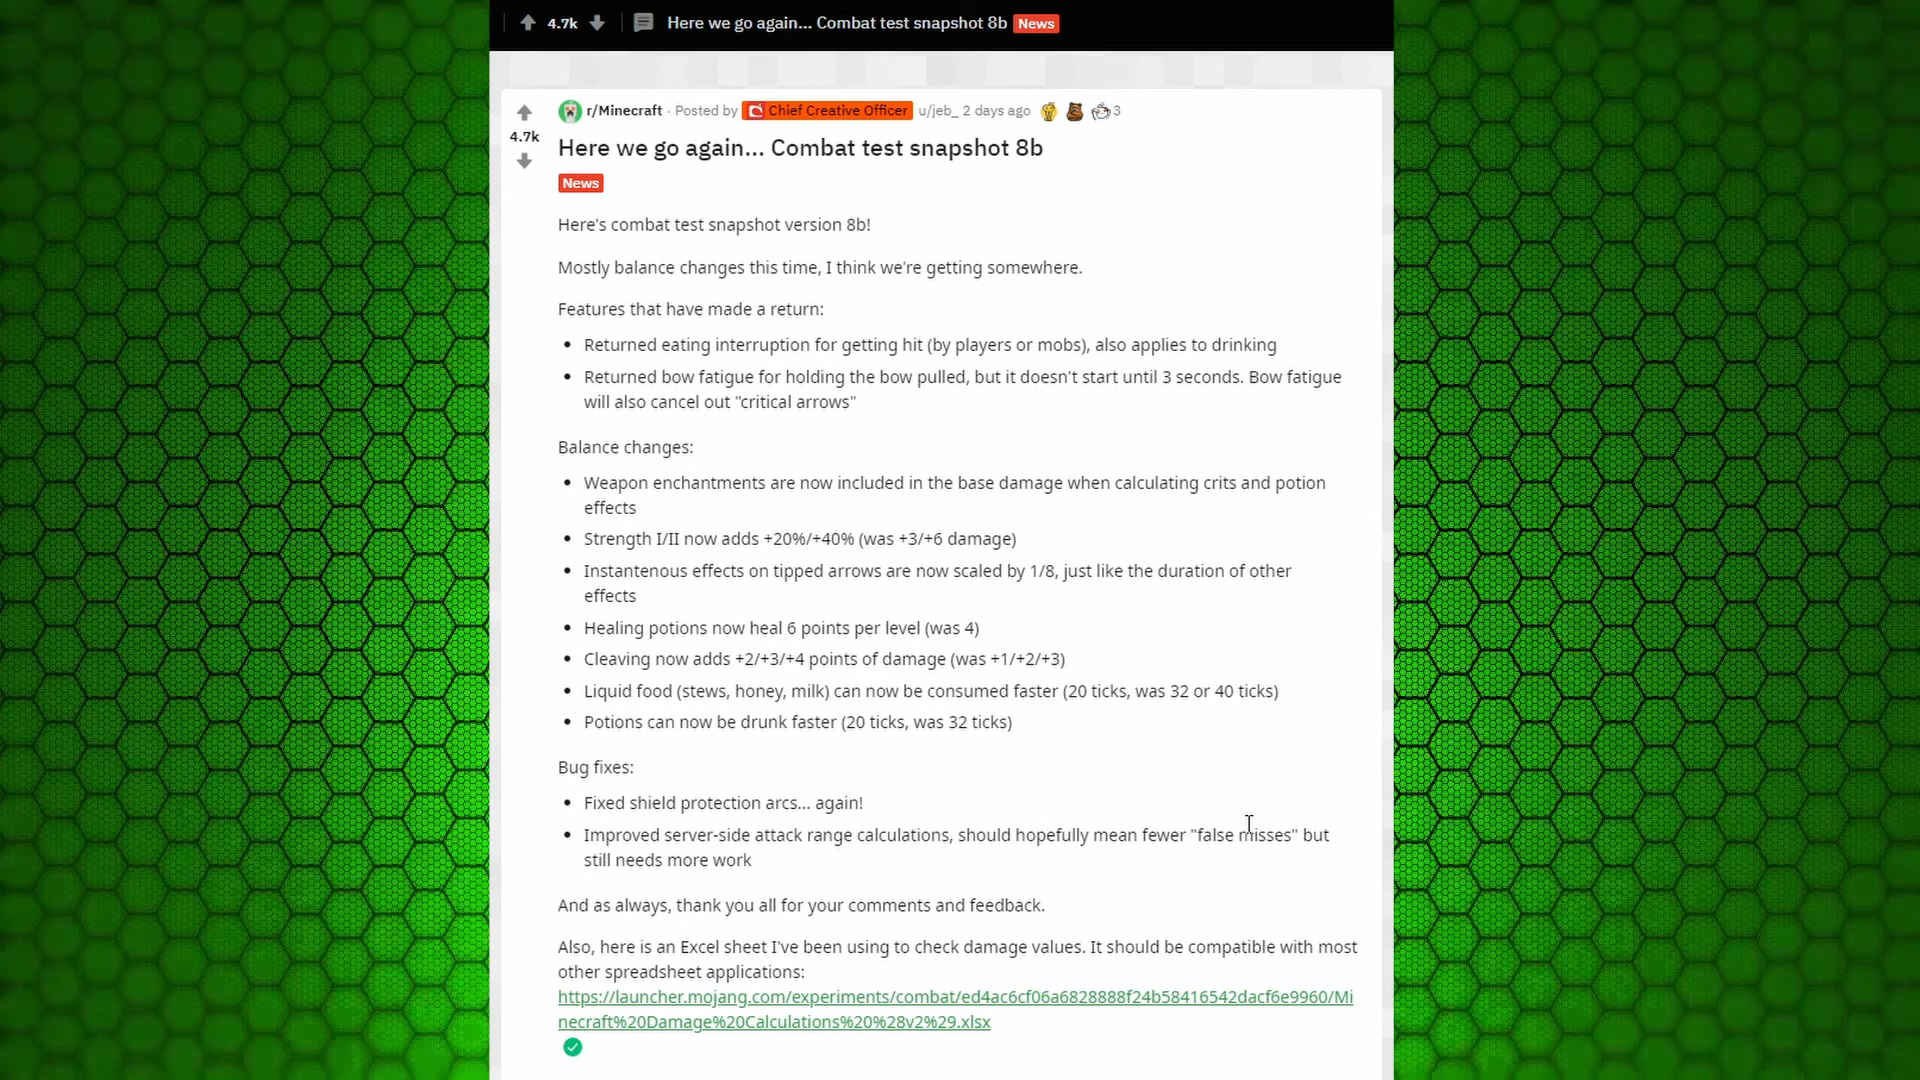 4.7k Here we go again... Combat test snapshot 8b News
r/Minecraft · Posted by Chief Creative Officer u/jeb_ 2 days ago 3
4.7k
Here we go again... Combat test snapshot 8b
News
Here's combat test snapshot version 8b!
Mostly balance changes this time, I think we're getting somewhere.
Features that have made a return:
• Returned eating interruption for getting hit (by players or mobs), also applies to drinking
• Returned bow fatigue for holding the bow pulled, but it doesn't start until 3 seconds. Bow fatigue
will also cancel out "critical arrows"
Balance changes:
• Weapon enchantments are now included in the base damage when calculating crits and potion
effects
• Strength I/II now adds +20%/+40% (was +3/+6 damage)
• Instantenous effects on tipped arrows are now scaled by 1/8, just like the duration of other
effects
• Healing potions now heal 6 points per level (was 4)
• Cleaving now adds +2/+3/+4 points of damage (was +1/+2/+3)
• Liquid food (stews, honey, milk) can now be consumed faster (20 ticks, was 32 or 40 ticks)
• Potions can now be drunk faster (20 ticks, was 32 ticks)
Bug fixes:
• Fixed shield protection arcs... again!
• Improved server-side attack range calculations, should hopefully mean fewer "false misses" but
still needs more work
And as always, thank you all for your comments and feedback.
Also, here is an Excel sheet I've been using to check damage values. It should be compatible with most
other spreadsheet applications:
https://launcher.mojang.com/experiments/combat/ed4ac6cf06a6828888f24b58416542dacf6e9960/Mi
necraft%20Damage%20Calculations%20%28v2%29.xlsx